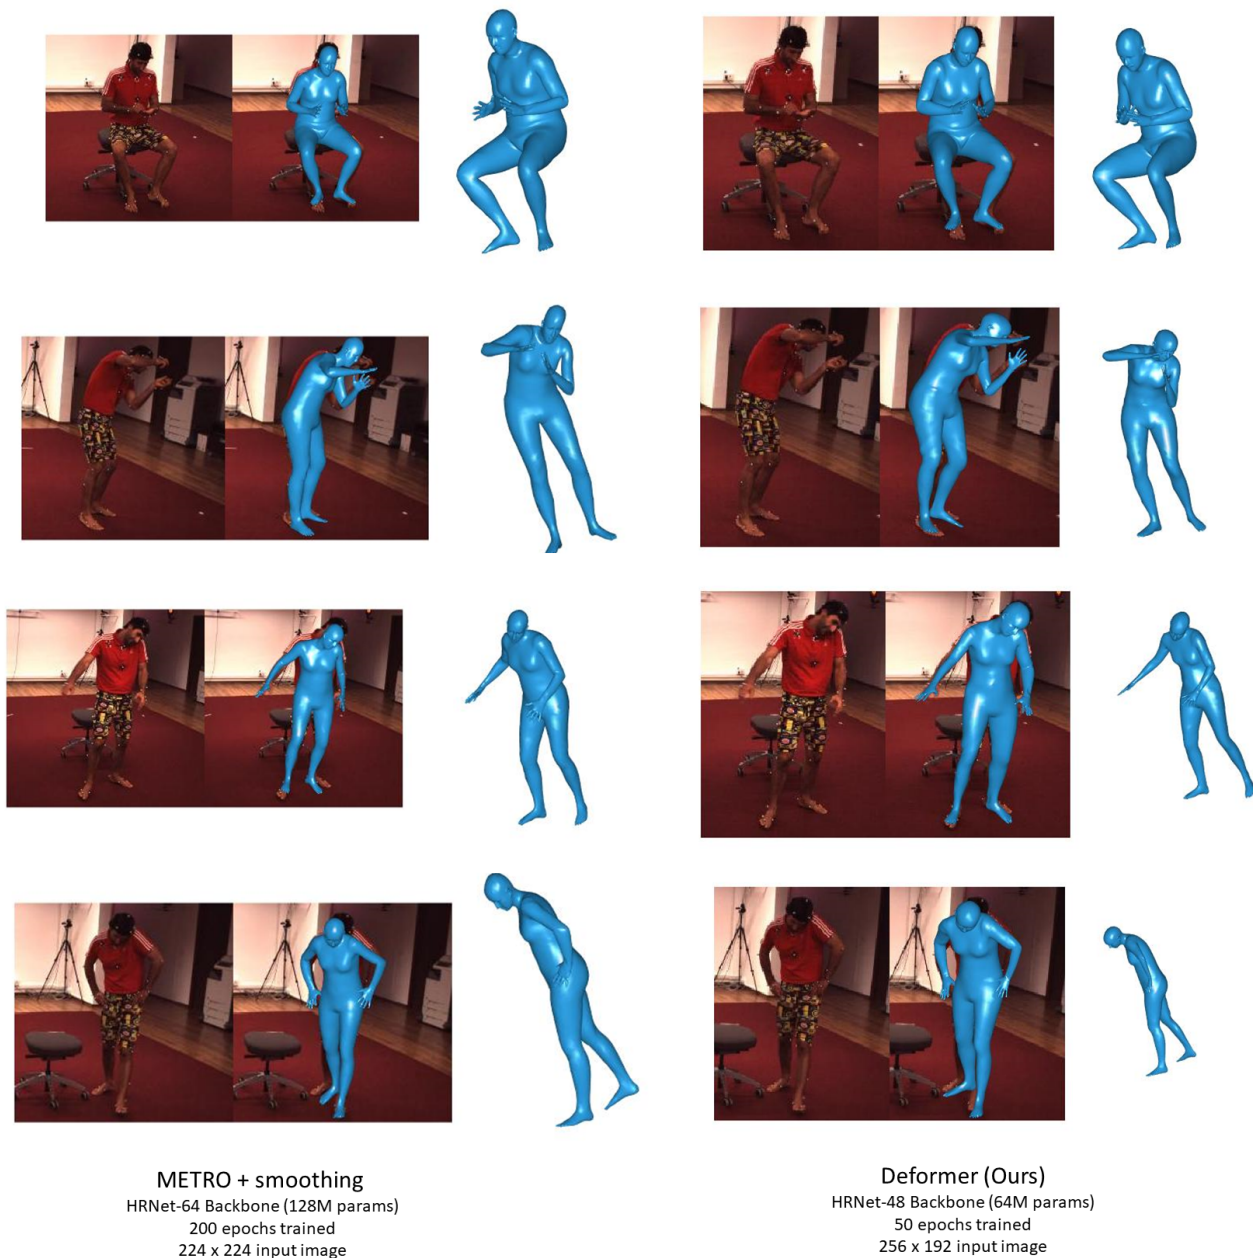 METRO + smoothing
HRNet-64 Backbone (128M params)
200 epochs trained
224 x 224 input image
Deformer (Ours)
HRNet-48 Backbone (64M params)
50 epochs trained
256 x 192 input image